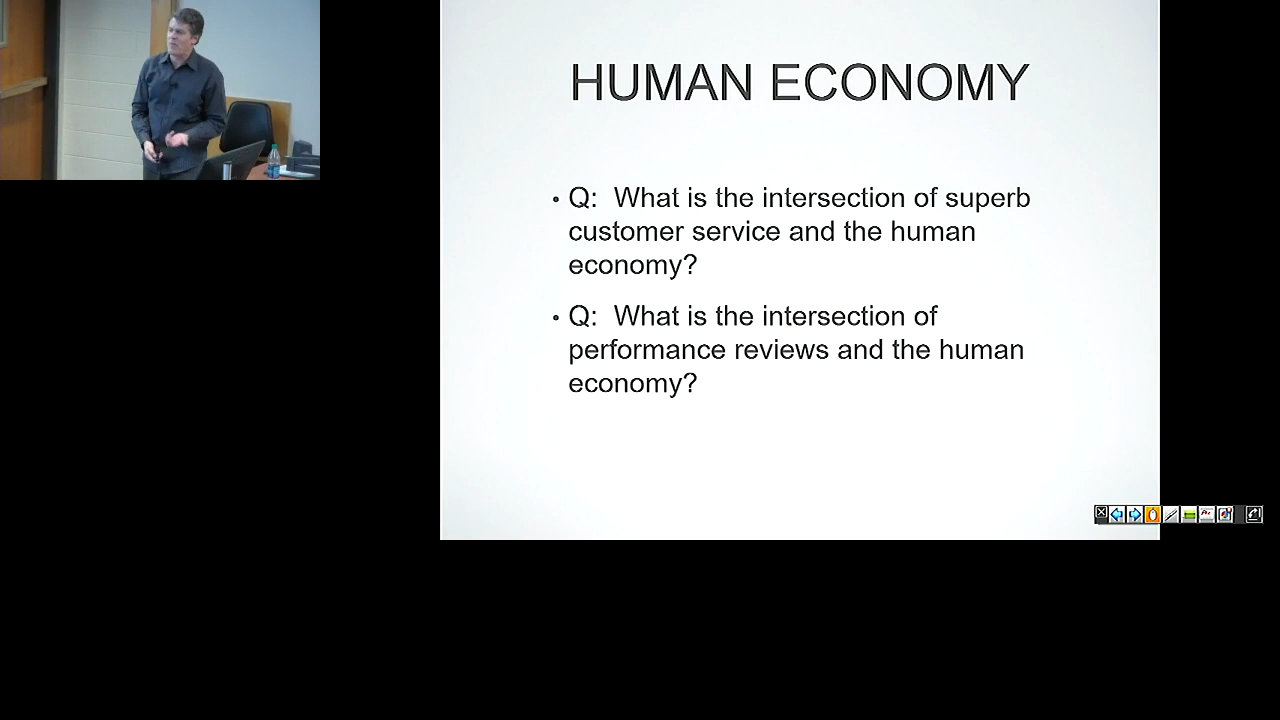 HUMAN ECONOMY
• Q: What is the intersection of superb
customer service and the human
economy?
• Q: What is the intersection of
performance reviews and the human
economy?